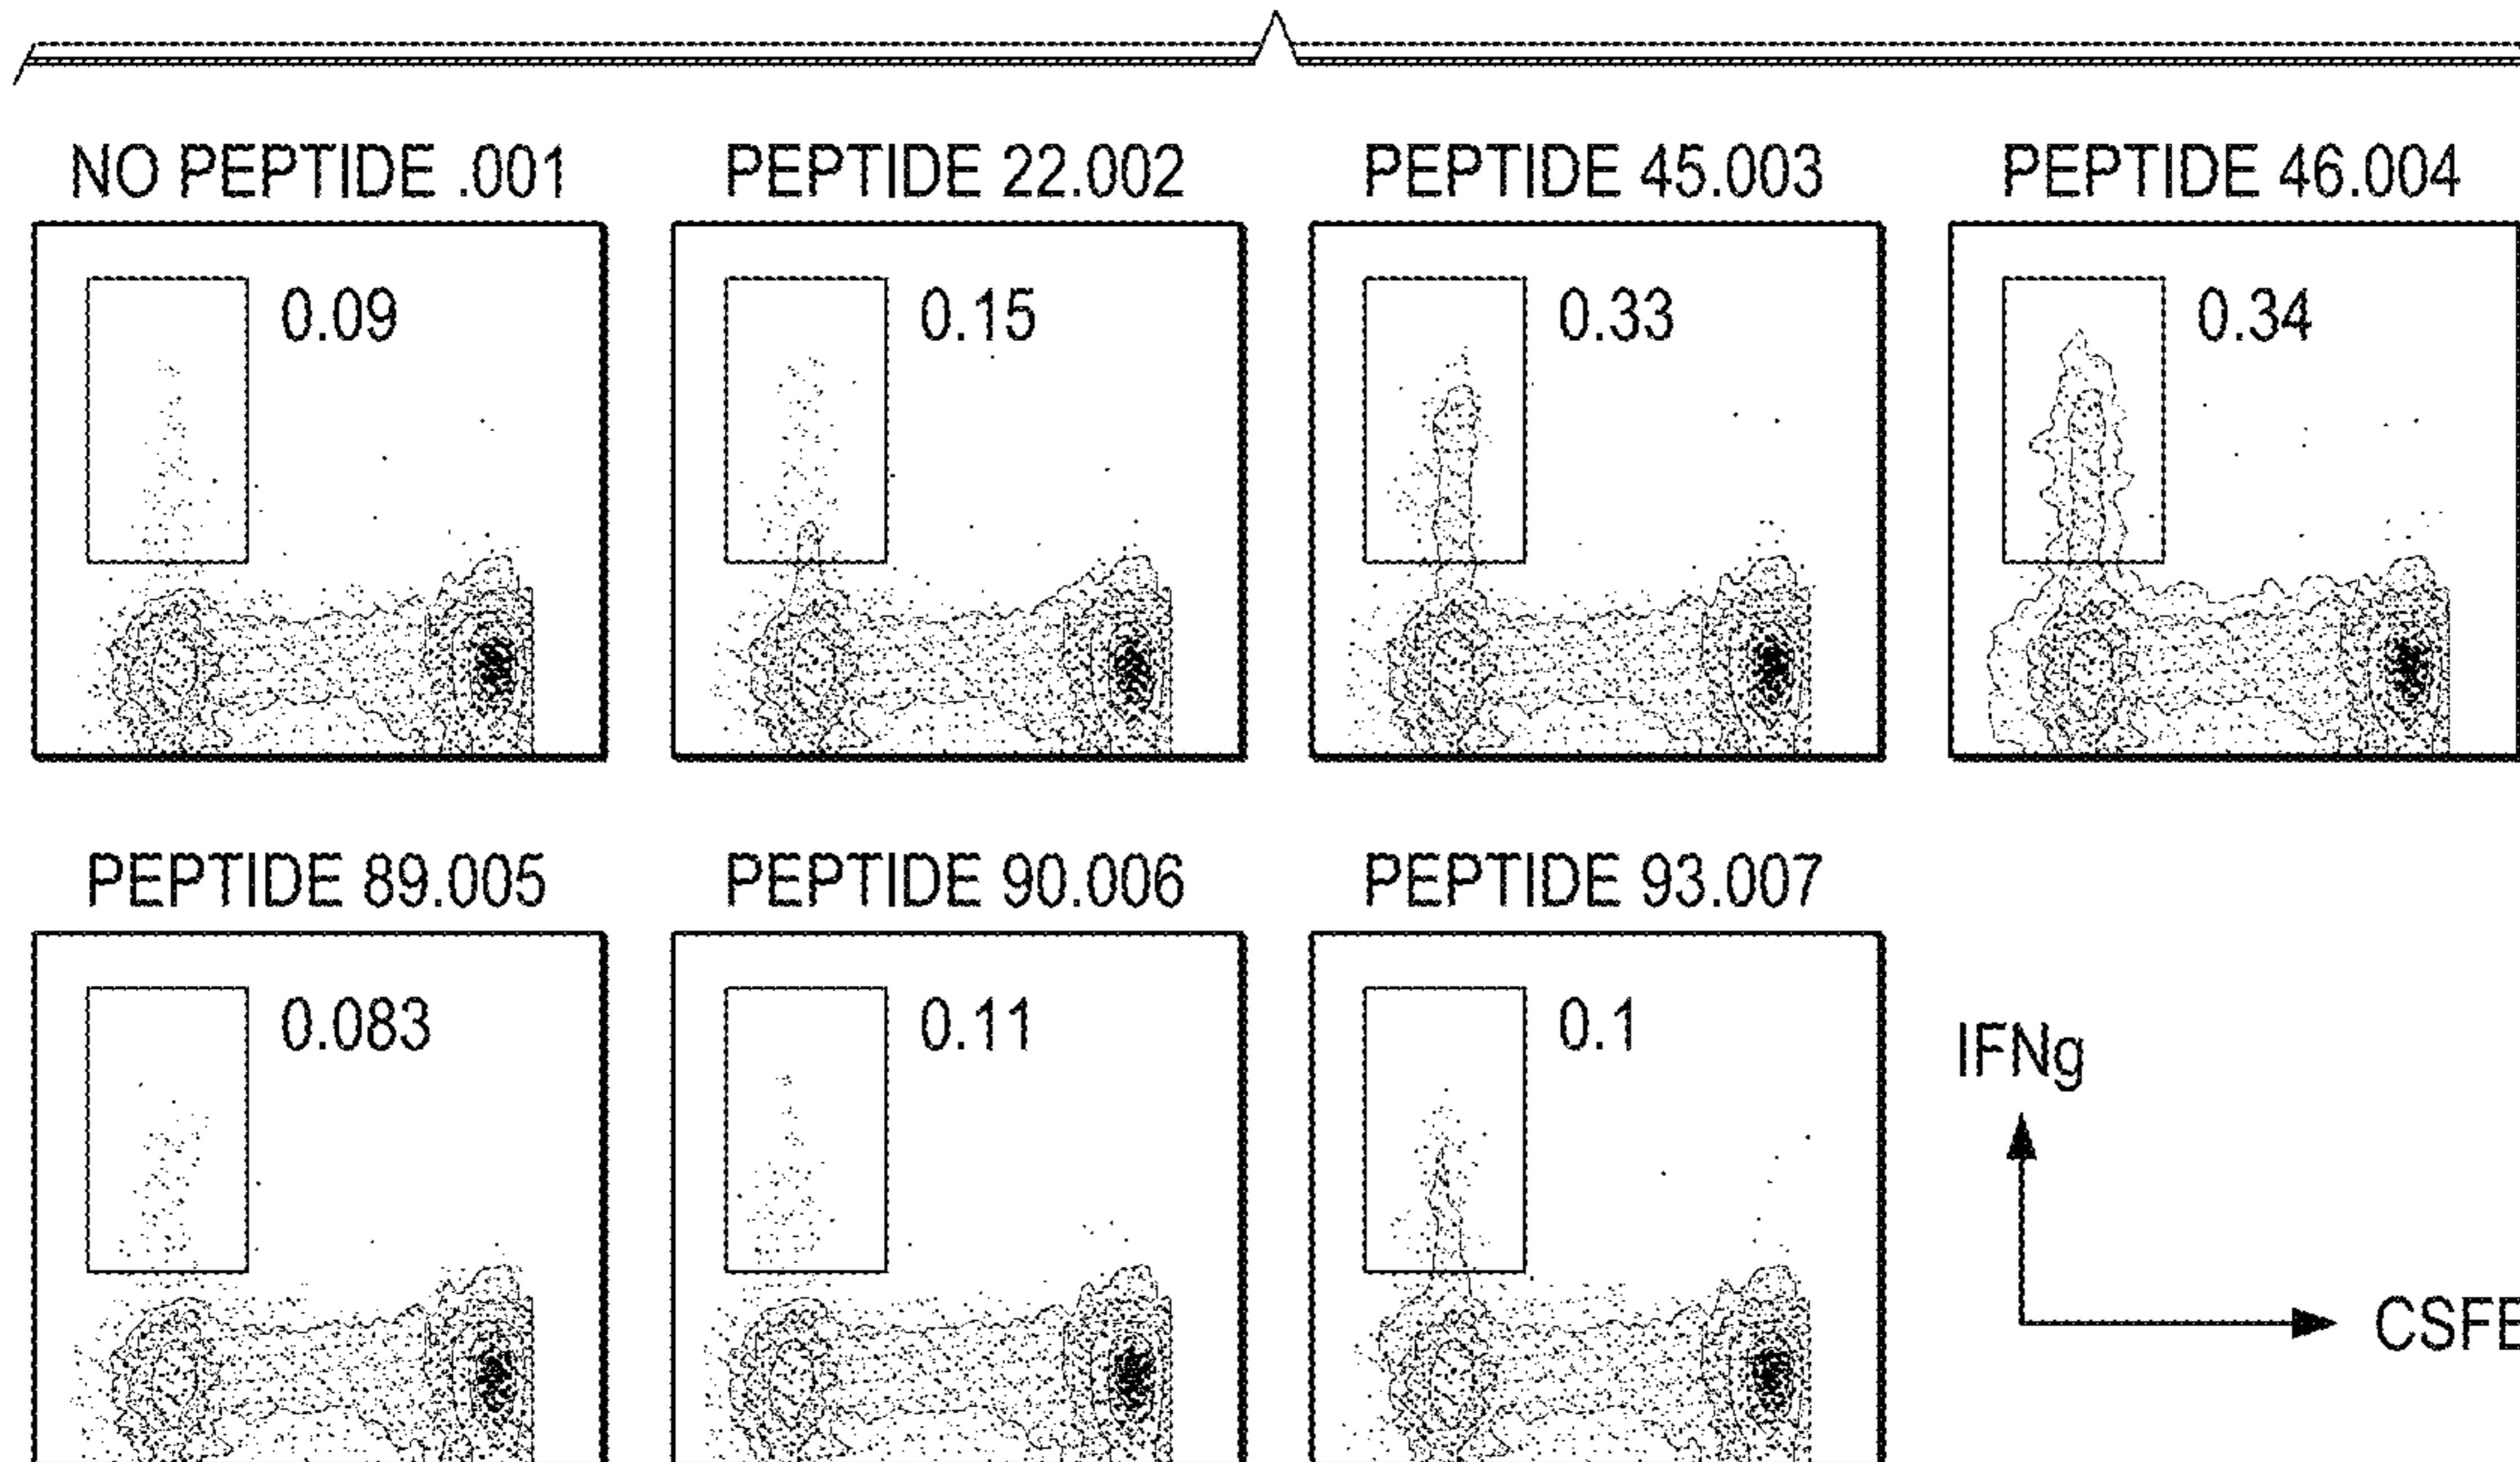 NO PEPTIDE .001
PEPTIDE 22.002
PEPTIDE 45.003
PEPTIDE 46.004
0.09
0.15
0.33
0.34
PEPTIDE 89.005
PEPTIDE 90.006
PEPTIDE 93.007
0.083
0.11
0.1
IFNg
CSFE